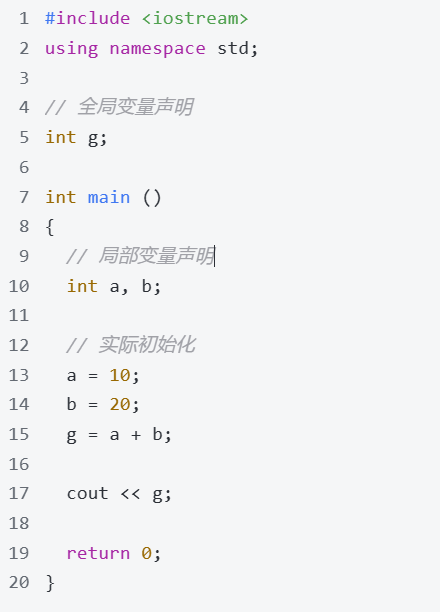 1 #include <iostream>
2 using namespace std;
3
4 // 全局变量声明
5 int g;
6
7 int main ()
8 {
9   // 局部变量声明
10   int a, b;
11
12   // 实际初始化
13   a = 10;
14   b = 20;
15   g = a + b;
16
17   cout << g;
18
19   return 0;
20 }